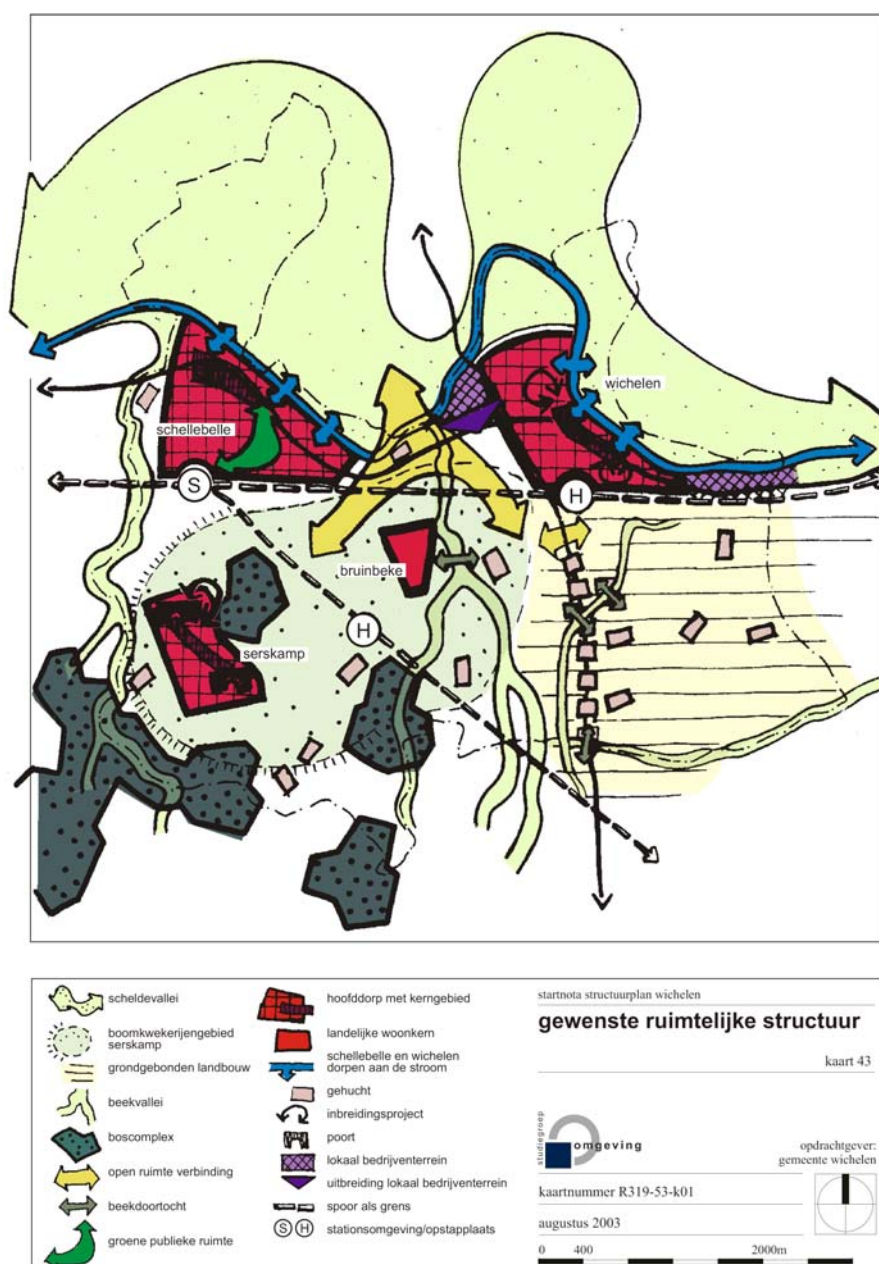 wichelen
schellebelle
S
H
bruinbeke
H
serskamp
scheldevallei
boomkwekerijengebied
serskamp
grondgebonden landbouw
beekvallei
boscomplex
open ruimte verbinding
beekdoortocht
groene publieke ruimte
hoofddorp met kerngebied
landelijke woonkern
schellebelle en wichelen
dorpen aan de stroom
gehucht
inbreidingsproject
poort
lokaal bedrijventerrein
uitbreiding lokaal bedrijventerrein
spoor als grens
S H stationsomgeving/opstapplaats
startnota structuurplan wichelen
gewenste ruimtelijke structuur
kaart 43
studiegroep
omgeving
opdrachtgever:
gemeente wichelen
kaartnummer R319-53-k01
augustus 2003
0 400 2000m